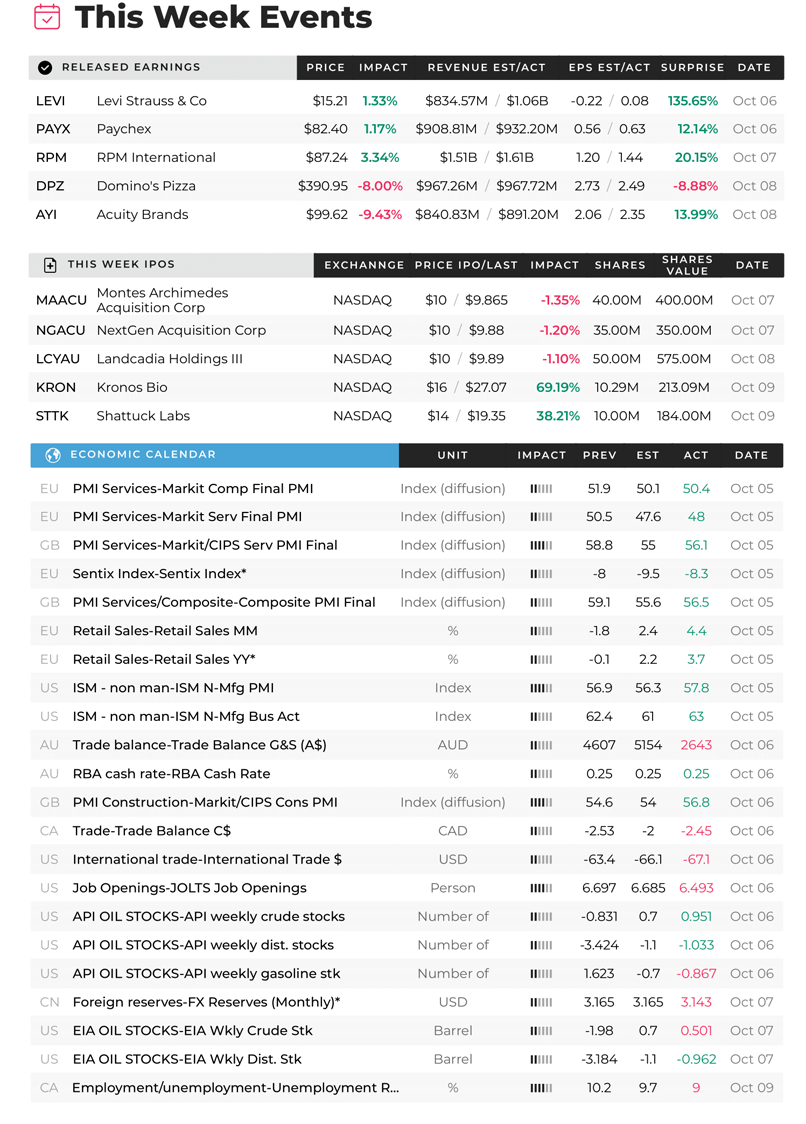 This Week Events
RELEASED EARNINGS PRICE IMPACT REVENUE EST/ACT EPS EST/ACT SURPRISE DATE
LEVI Levi Strauss & Co $15.21 1.33% $834.57M / $1.06B -0.22 / 0.08 135.65% Oct 06
PAYX Paychex $82.40 1.17% $908.81M / $932.20M 0.56 / 0.63 12.14% Oct 06
RPM RPM International $87.24 3.34% $1.51B / $1.61B 1.20 / 1.44 20.15% Oct 07
DPZ Domino's Pizza $390.95 -8.00% $967.26M / $967.72M 2.73 / 2.49 -8.88% Oct 08
AYI Acuity Brands $99.62 -9.43% $840.83M / $891.20M 2.06 / 2.35 13.99% Oct 08
THIS WEEK IPOS EXCHANNGE PRICE IPO/LAST IMPACT SHARES SHARES VALUE DATE
MAACU Montes Archimedes Acquisition Corp NASDAQ $10 / $9.865 -1.35% 40.00M 400.00M Oct 07
NGACU NextGen Acquisition Corp NASDAQ $10 / $9.88 -1.20% 35.00M 350.00M Oct 07
LCYAU Landcadia Holdings III NASDAQ $10 / $9.89 -1.10% 50.00M 575.00M Oct 08
KRON Kronos Bio NASDAQ $16 / $27.07 69.19% 10.29M 213.09M Oct 09
STTK Shattuck Labs NASDAQ $14 / $19.35 38.21% 10.00M 184.00M Oct 09
ECONOMIC CALENDAR UNIT IMPACT PREV EST ACT DATE
EU PMI Services-Markit Comp Final PMI Index (diffusion) 51.9 50.1 50.4 Oct 05
EU PMI Services-Markit Serv Final PMI Index (diffusion) 50.5 47.6 48 Oct 05
GB PMI Services-Markit/CIPS Serv PMI Final Index (diffusion) 58.8 55 56.1 Oct 05
EU Sentix Index-Sentix Index* Index (diffusion) -8 -9.5 -8.3 Oct 05
GB PMI Services/Composite-Composite PMI Final Index (diffusion) 59.1 55.6 56.5 Oct 05
EU Retail Sales-Retail Sales MM % -1.8 2.4 4.4 Oct 05
EU Retail Sales-Retail Sales YY* % -0.1 2.2 3.7 Oct 05
US ISM - non man-ISM N-Mfg PMI Index 56.9 56.3 57.8 Oct 05
US ISM - non man-ISM N-Mfg Bus Act Index 62.4 61 63 Oct 05
AU Trade balance-Trade Balance G&S (A$) AUD 4607 5154 2643 Oct 06
AU RBA cash rate-RBA Cash Rate % 0.25 0.25 0.25 Oct 06
GB PMI Construction-Markit/CIPS Cons PMI Index (diffusion) 54.6 54 56.8 Oct 06
CA Trade-Trade Balance C$ CAD -2.53 -2 -2.45 Oct 06
US International trade-International Trade $ USD -63.4 -66.1 -67.1 Oct 06
US Job Openings-JOLTS Job Openings Person 6.697 6.685 6.493 Oct 06
US API OIL STOCKS-API weekly crude stocks Number of -0.831 0.7 0.951 Oct 06
US API OIL STOCKS-API weekly dist. stocks Number of -3.424 -1.1 -1.033 Oct 06
US API OIL STOCKS-API weekly gasoline stk Number of 1.623 -0.7 -0.867 Oct 06
CN Foreign reserves-FX Reserves (Monthly)* USD 3.165 3.165 3.143 Oct 07
US EIA OIL STOCKS-EIA Wkly Crude Stk Barrel -1.98 0.7 0.501 Oct 07
US EIA OIL STOCKS-EIA Wkly Dist. Stk Barrel -3.184 -1.1 -0.962 Oct 07
CA Employment/unemployment-Unemployment R... % 10.2 9.7 9 Oct 09